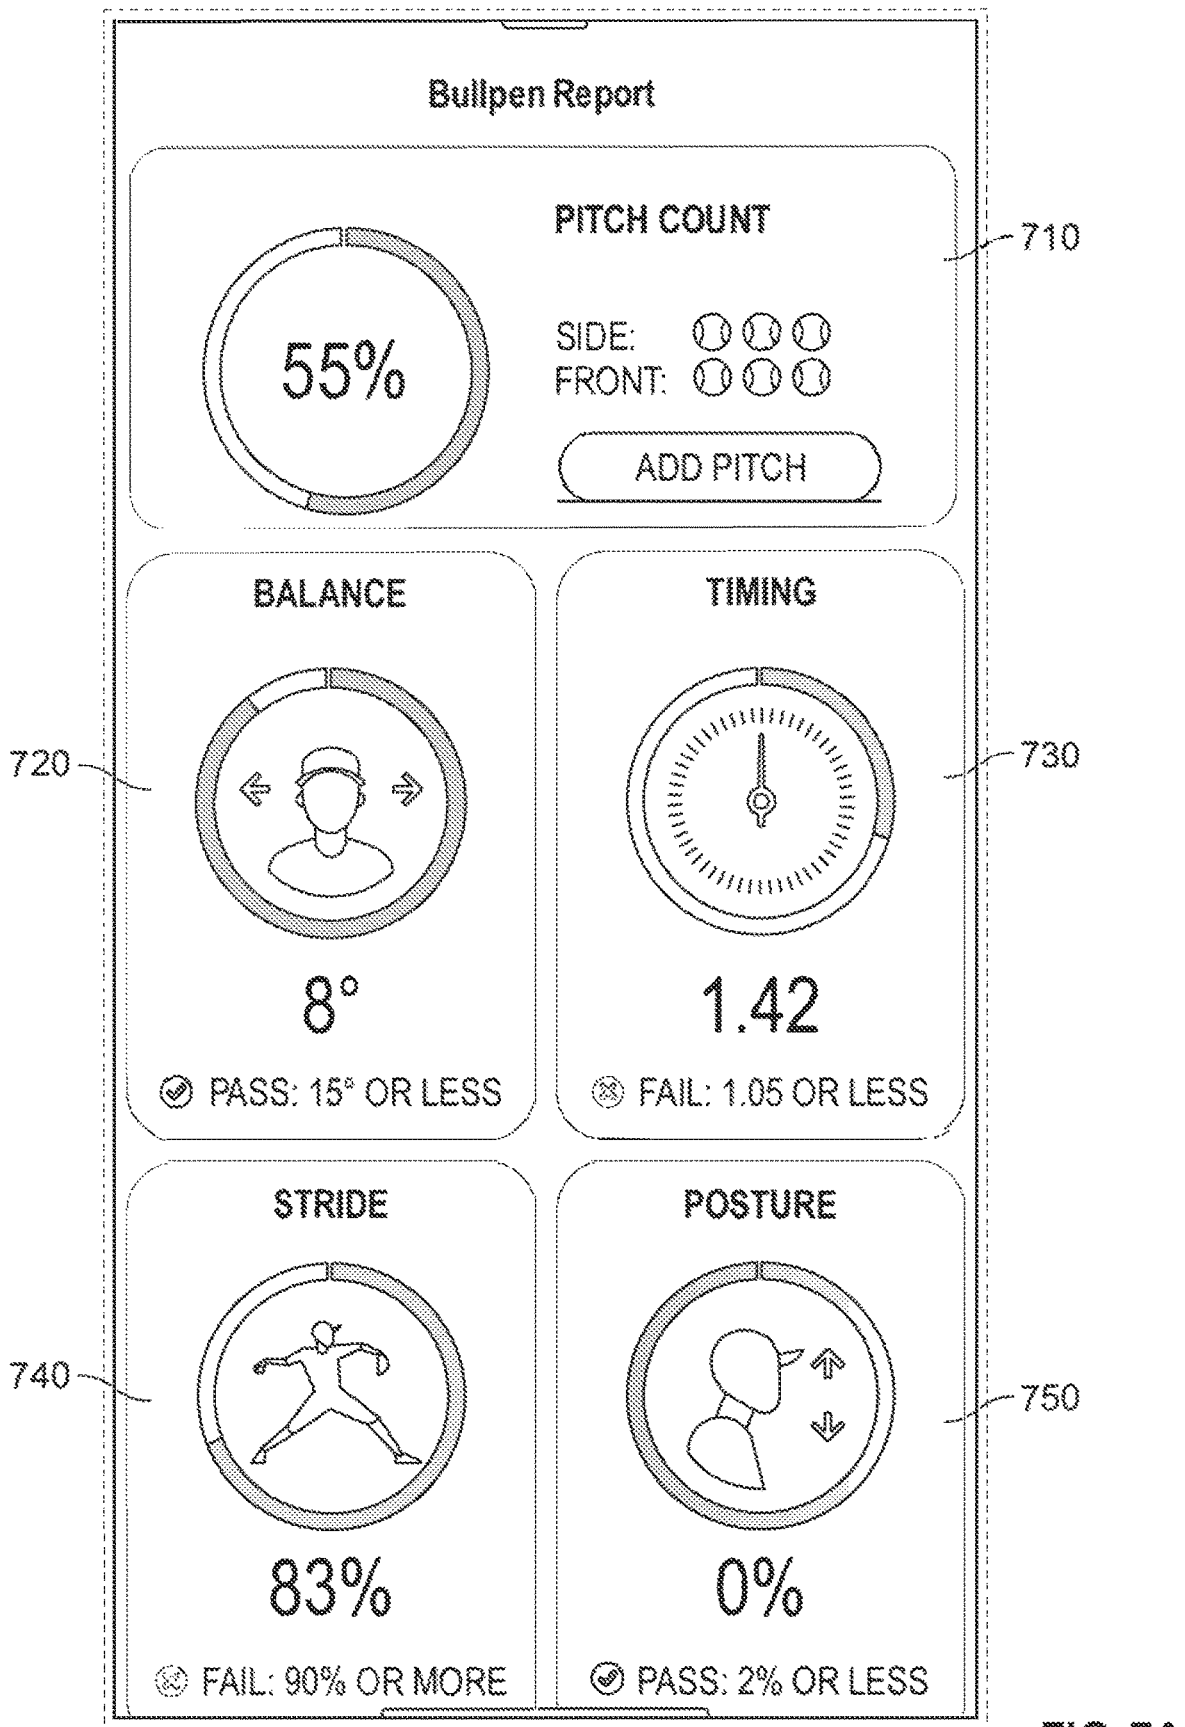 Bullpen Report
PITCH COUNT
710
55%
SIDE:
FRONT:
ADD PITCH
BALANCE
TIMING
720
730
8°
1.42
PASS: 15° OR LESS
FAIL: 1.05 OR LESS
STRIDE
POSTURE
740
750
83%
0%
FAIL: 90% OR MORE
PASS: 2% OR LESS